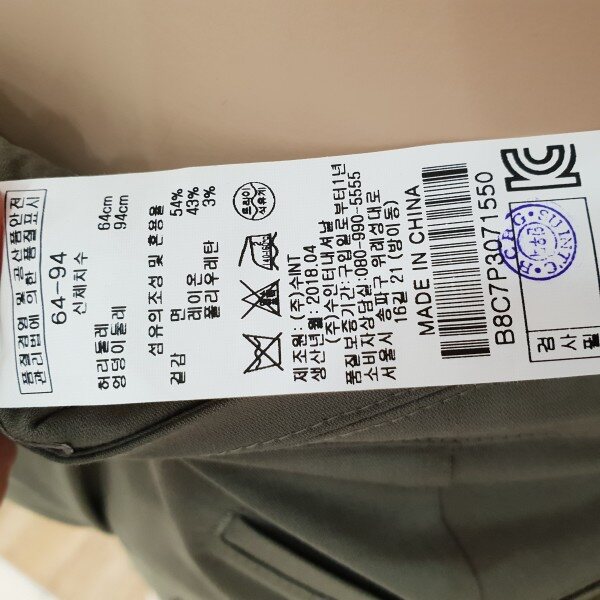 품질경영 및 공산품안전
관리법에 의한 품질표시
64-94
신체치수
허리둘레 64cm
엉덩이둘레 94cm
섬유의조성 및 혼용율
겉감 면 54%
레이온 43%
폴리우레탄 3%
드라이
석유계
제조원 : (주)수INT
생산년월 : 2018.04
(주)수인터내셔날
품질보증기간:구입일로부터1년
소비자상담실:080-990-5555
서울시 송파구 위례성대로
16길 21 (방이동)
MADE IN CHINA
B8C7P3071550